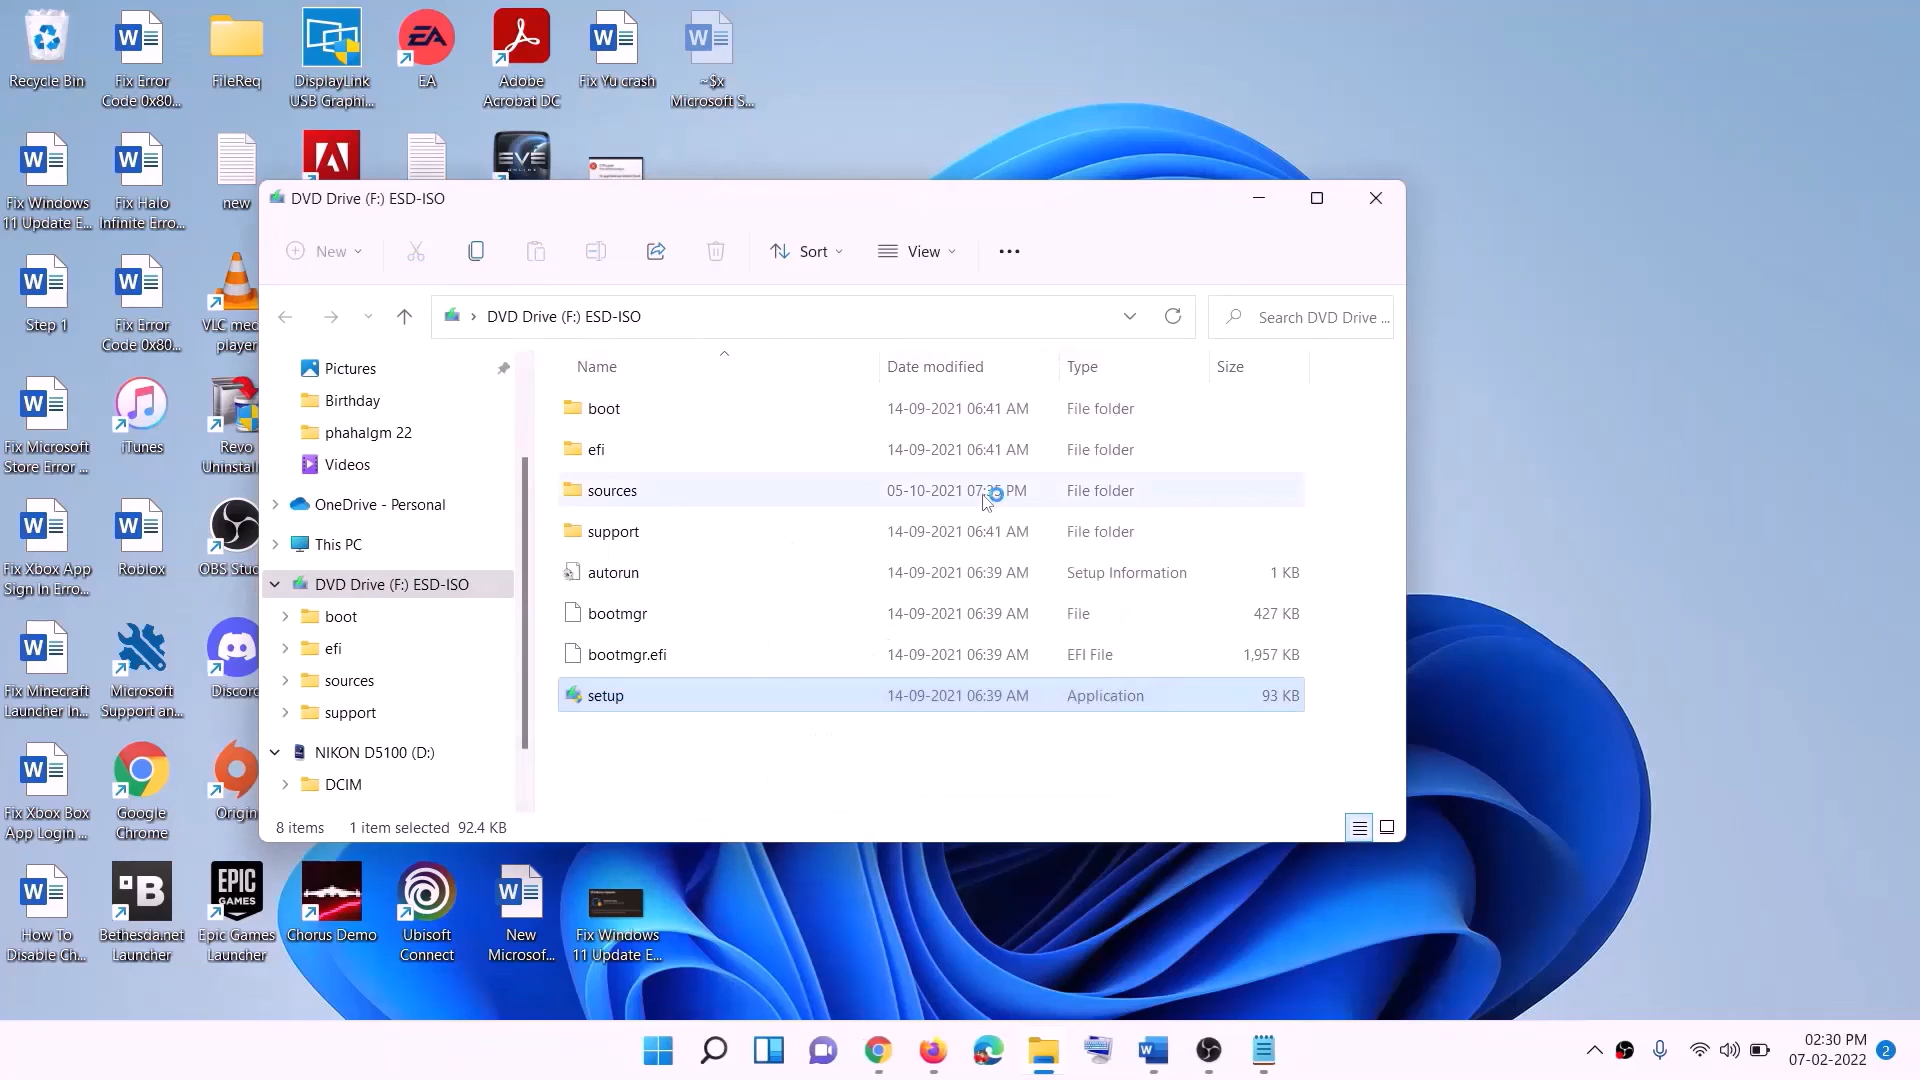 Recycle Bin
Fix Error
Code 0x80...
FileReq
DisplayLink
USB Graphi...
EA
EA
Adobe
Acrobat DC
Fix Yu crash
~$x
Microsoft S...
Fix Windows
11 Update E...
Fix Halo
Infinite Erro...
new
EVE
ONLINE
Step 1
Fix Error
Code 0x80...
VLC med
player
Fix Microsoft
Store Error ...
iTunes
Revo
Uninstall
Fix Xbox App
Sign In Erro...
Roblox
OBS Stud
Fix Minecraft
Launcher In...
Microsoft
Support an...
Discord
Fix Xbox Box
App Login ...
Google
Chrome
Origin
How To
Disable Ch...
B
Bethesda.net
Launcher
EPIC
GAMES
Epic Games
Launcher
Chorus Demo
Ubisoft
Connect
New
Microsof...
Fix Windows
11 Update E...
DVD Drive (F:) ESD-ISO
New
Sort
View
DVD Drive (F:) ESD-ISO
Search DVD Drive ...
Pictures
Birthday
phahalgm 22
Videos
OneDrive - Personal
This PC
DVD Drive (F:) ESD-ISO
boot
efi
sources
support
NIKON D5100 (D:)
DCIM
Name Date modified Type Size
boot 14-09-2021 06:41 AM File folder
efi 14-09-2021 06:41 AM File folder
sources 05-10-2021 PM File folder
support 14-09-2021 06:41 AM File folder
autorun 14-09-2021 06:39 AM Setup Information 1 KB
bootmgr 14-09-2021 06:39 AM File 427 KB
bootmgr.efi 14-09-2021 06:39 AM EFI File 1,957 KB
setup 14-09-2021 06:39 AM Application 93 KB
8 items 1 item selected 92.4 KB
02:30 PM
07-02-2022
2